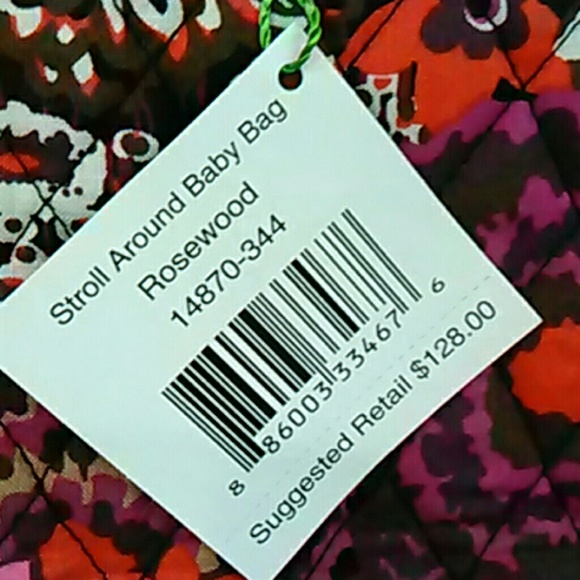 Stroll Around Baby Bag
Rosewood
14870-344
8 86003 33467 6
Suggested Retail $128.00